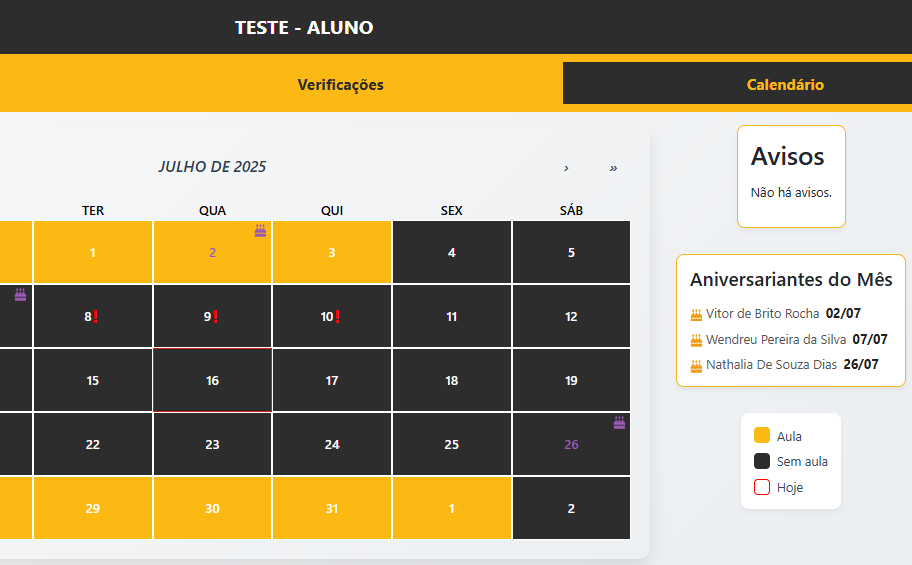 TESTE - ALUNO
Verificações
Calendário
JULHO DE 2025
›
»
TER QUA QUI SEX SÁB
1 2 3 4 5
8❗ 9❗ 10❗ 11 12
15 16 17 18 19
22 23 24 25 26
29 30 31 1 2
Avisos
Não há avisos.
Aniversariantes do Mês
Vitor de Brito Rocha 02/07
Wendreu Pereira da Silva 07/07
Nathalia De Souza Dias 26/07
Aula
Sem aula
Hoje